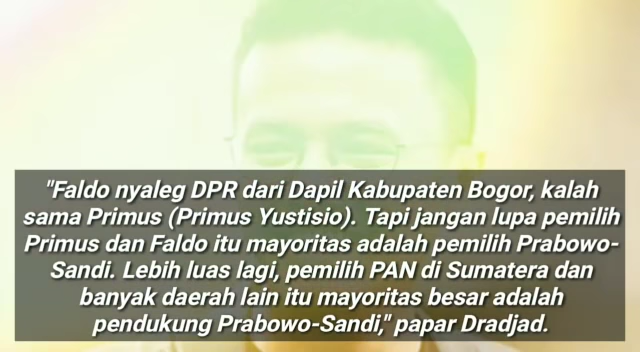 "Faldo nyaleg DPR dari Dapil Kabupaten Bogor, kalah
sama Primus (Primus Yustisio). Tapi jangan lupa pemilih
Primus dan Faldo itu mayoritas adalah pemilih Prabowo-
Sandi. Lebih luas lagi, pemilih PAN di Sumatera dan
banyak daerah lain itu mayoritas besar adalah
pendukung Prabowo-Sandi," papar Dradjad.